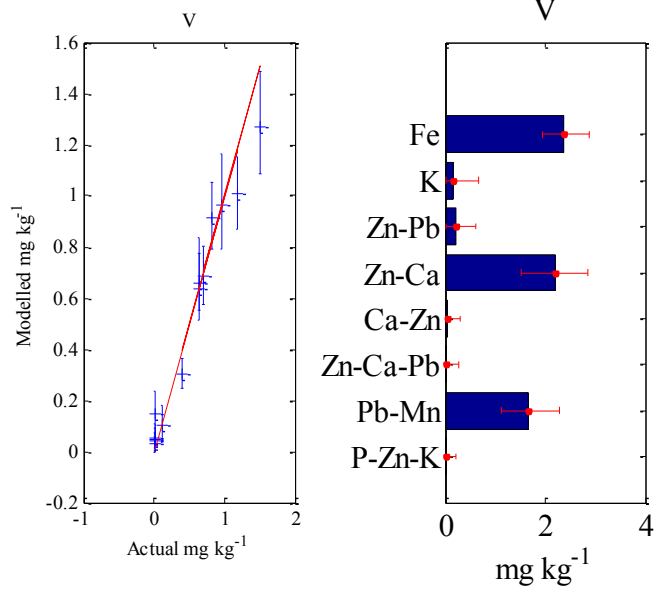 V
1.6
1.4
1.2
1
0.8
0.6
0.4
0.2
0
-0.2
-1
0
1
2
Modelled mg kg-1
Actual mg kg-1
V
Fe
K
Zn-Pb
Zn-Ca
Ca-Zn
Zn-Ca-Pb
Pb-Mn
P-Zn-K
0
2
4
mg kg-1